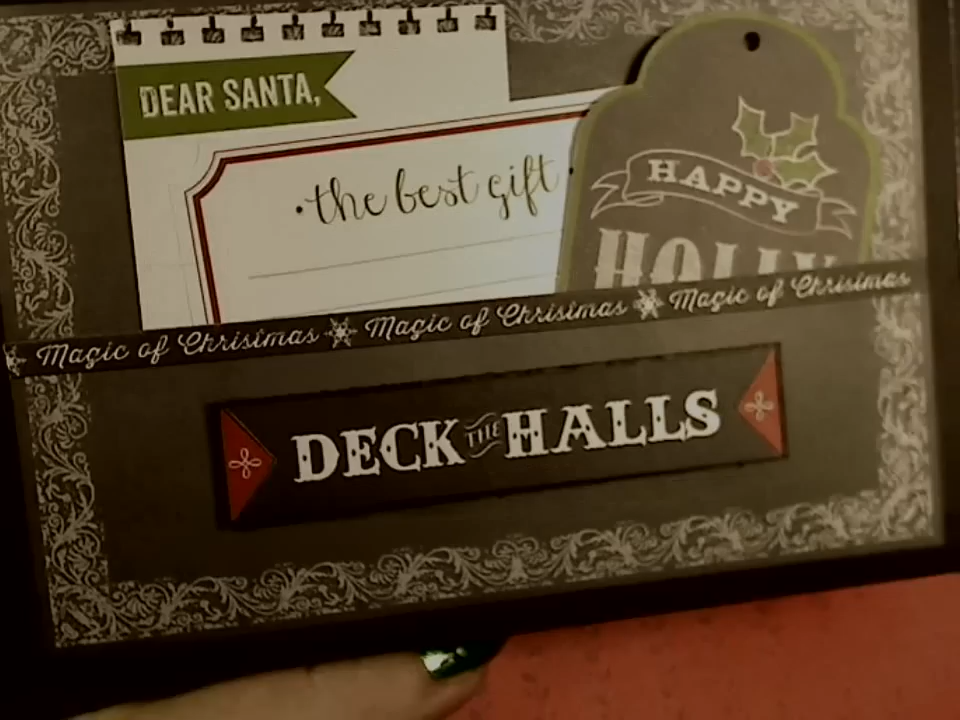 DEAR SANTA,
the best gift
HAPPY
Magic of Christmas Magic of Christmas Magic of Christmas
DECK THE HALLS